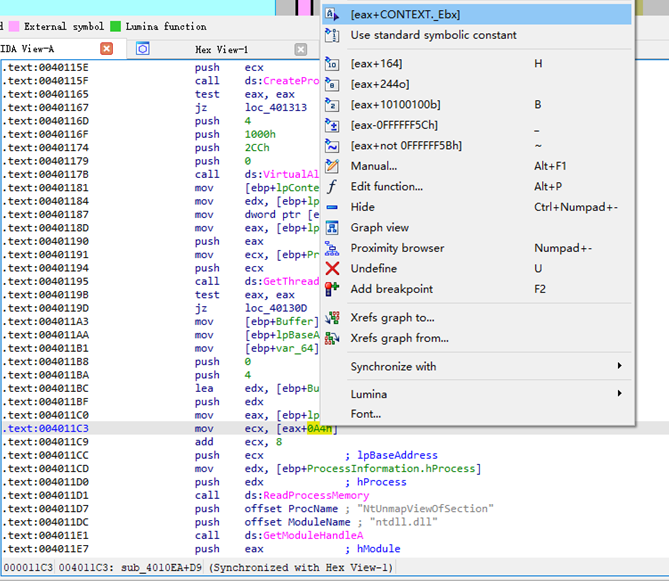 External symbol Lumina function
IDA View-A Hex View-1
.text:0040115E push ecx
.text:0040115F call ds:CreatePro
.text:00401165 test eax, eax
.text:00401167 jz loc_401313
.text:0040116D push 4
.text:0040116F push 1000h
.text:00401174 push 2CCh
.text:00401179 push 0
.text:0040117B call ds:VirtualAl
.text:00401181 mov [ebp+lpConte
.text:00401184 mov edx, [ebp+lp
.text:00401187 mov dword ptr [e
.text:0040118D mov eax, [ebp+lp
.text:00401190 push eax
.text:00401191 mov ecx, [ebp+Pr
.text:00401194 push ecx
.text:00401195 call ds:GetThread
.text:0040119B test eax, eax
.text:0040119D jz loc_40130D
.text:004011A3 mov [ebp+Buffer]
.text:004011AA mov [ebp+lpBaseA
.text:004011B1 mov [ebp+var_64]
.text:004011B8 push 0
.text:004011BA push 4
.text:004011BC lea edx, [ebp+Bu
.text:004011BF push edx
.text:004011C0 mov eax, [ebp+lp
.text:004011C3 mov ecx, [eax+0A4h]
.text:004011C9 add ecx, 8
.text:004011CC push ecx ; lpBaseAddress
.text:004011CD mov edx, [ebp+ProcessInformation.hProcess]
.text:004011D0 push edx ; hProcess
.text:004011D1 call ds:ReadProcessMemory
.text:004011D7 push offset ProcName ; "NtUnmapViewOfSection"
.text:004011DC push offset ModuleName ; "ntdll.dll"
.text:004011E1 call ds:GetModuleHandleA
.text:004011E7 push eax ; hModule
000011C3 004011C3: sub_4010EA+D9 (Synchronized with Hex View-1)
[eax+CONTEXT._Ebx]
Use standard symbolic constant
[eax+164] H
[eax+244o]
[eax+10100100b] B
[eax-0FFFFFF5Ch] _
[eax+not 0FFFFFF5Bh] ~
Manual... Alt+F1
Edit function... Alt+P
Hide Ctrl+Numpad+-
Graph view
Proximity browser Numpad+-
Undefine U
Add breakpoint F2
Xrefs graph to...
Xrefs graph from...
Synchronize with
Lumina
Font...